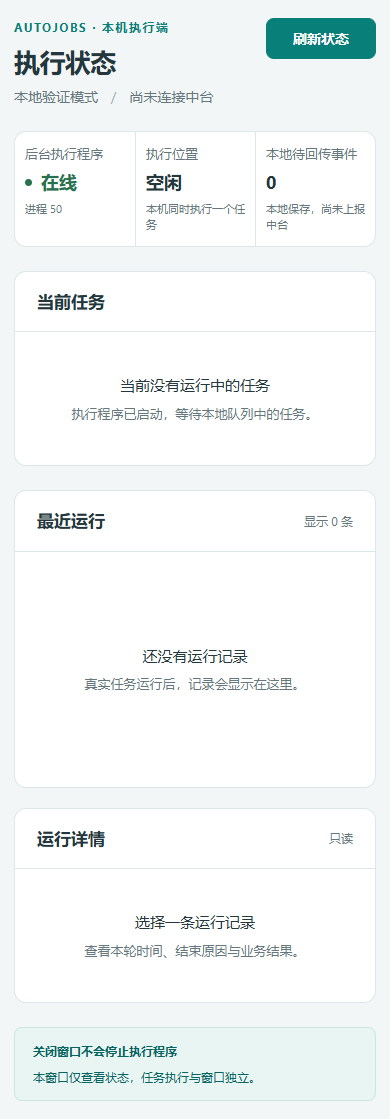 AUTOJOBS · 本机执行端
刷新状态
执行状态
本地验证模式 / 尚未连接中台
后台执行程序
在线
进程 50
执行位置
空闲
本机同时执行一个任
务
本地待回传事件
0
本地保存，尚未上报
中台
当前任务
当前没有运行中的任务
执行程序已启动，等待本地队列中的任务。
最近运行
显示 0 条
还没有运行记录
真实任务运行后，记录会显示在这里。
运行详情
只读
选择一条运行记录
查看本轮时间、结束原因与业务结果。
关闭窗口不会停止执行程序
本窗口仅查看状态，任务执行与窗口独立。